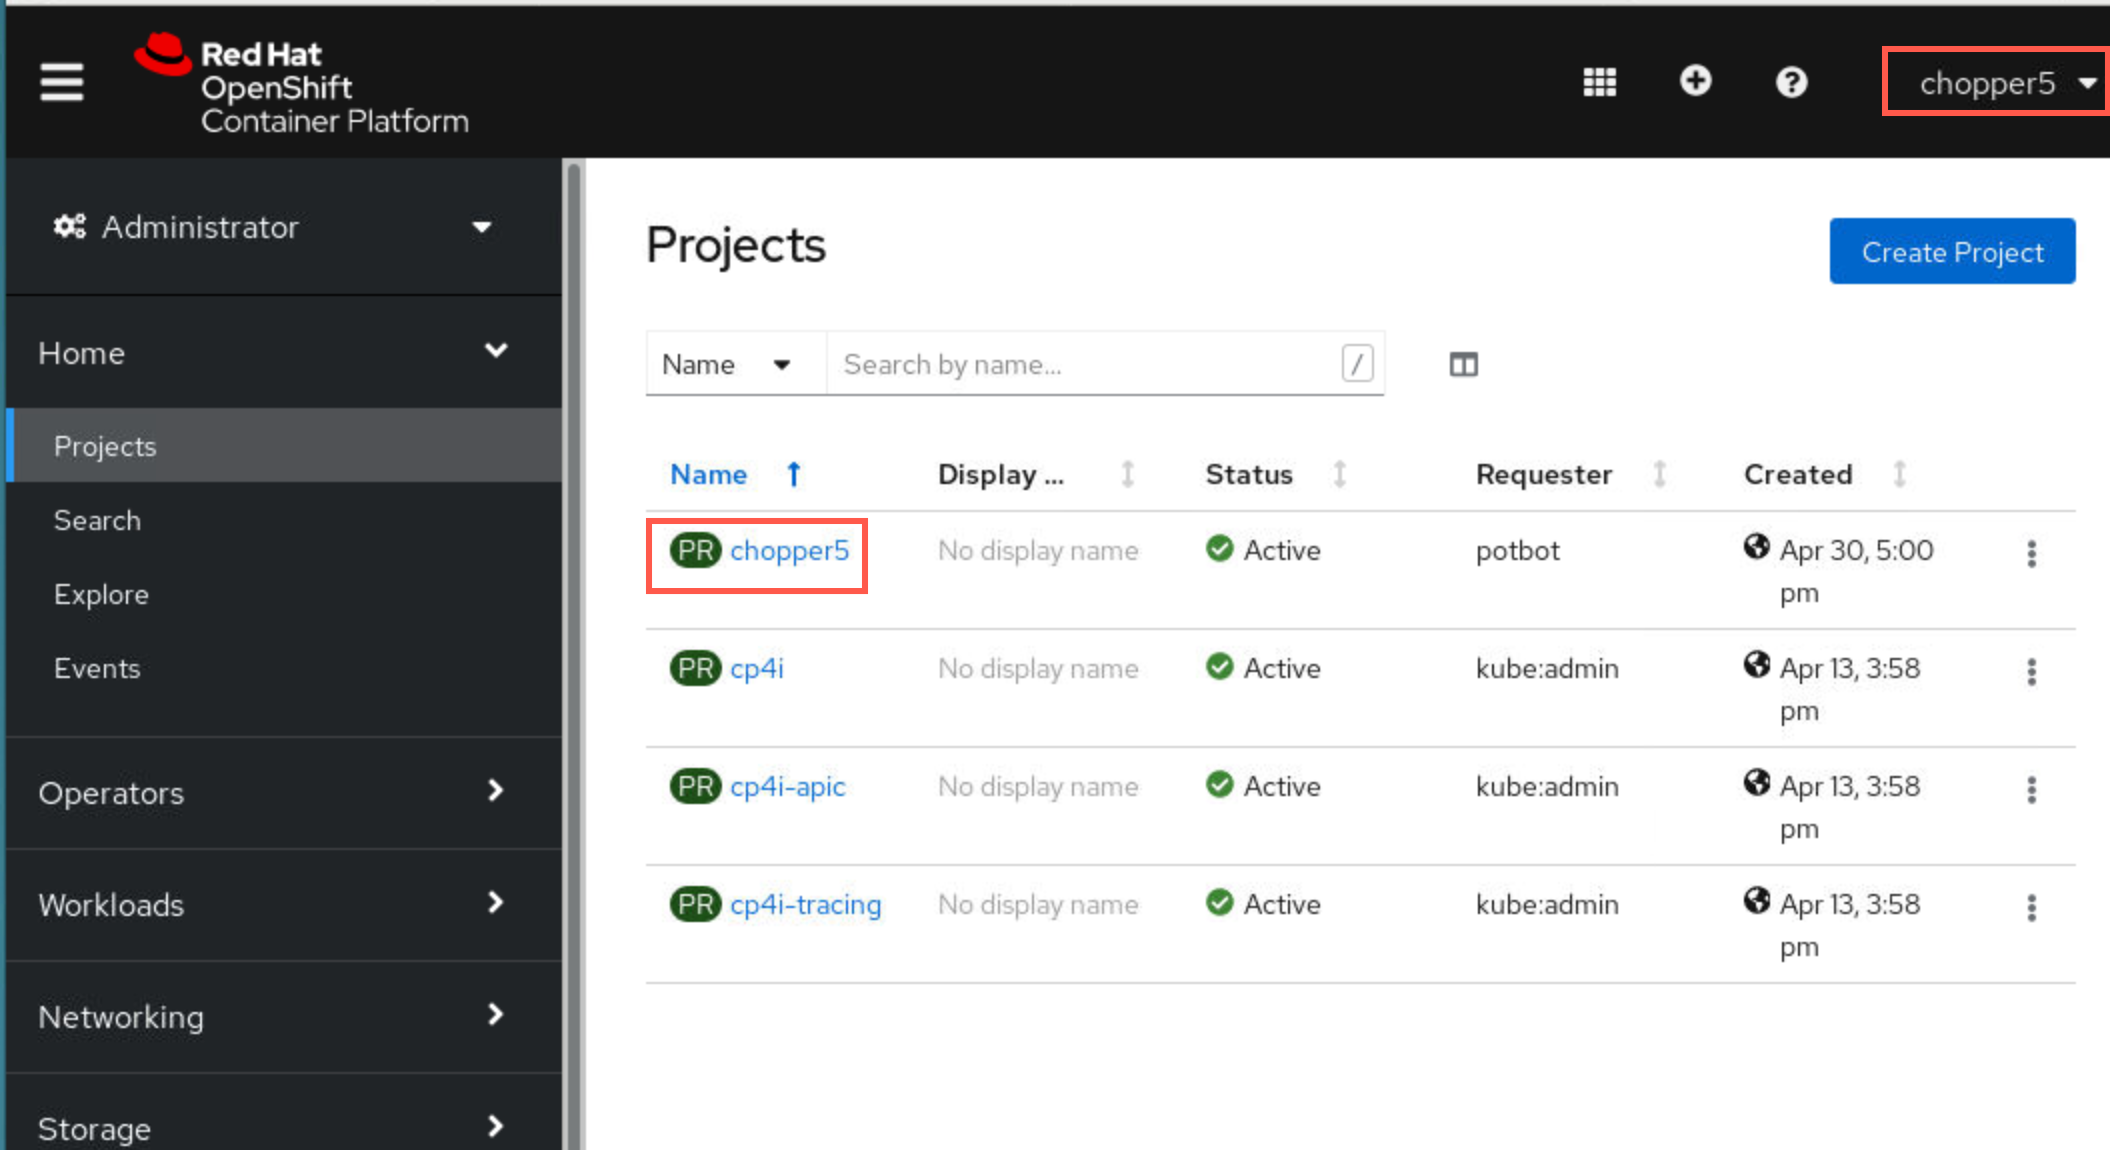 Red Hat
OpenShift
Container Platform
chopper5
Administrator
Home
Projects
Search
Explore
Events
Operators
Workloads
Networking
Storage
Projects
Create Project
Name
Search by name...
/
Name Display ... Status Requester Created
PR chopper5 No display name Active potbot Apr 30, 5:00
pm
PR cp4i No display name Active kube:admin Apr 13, 3:58
pm
PR cp4i-apic No display name Active kube:admin Apr 13, 3:58
pm
PR cp4i-tracing No display name Active kube:admin Apr 13, 3:58
pm